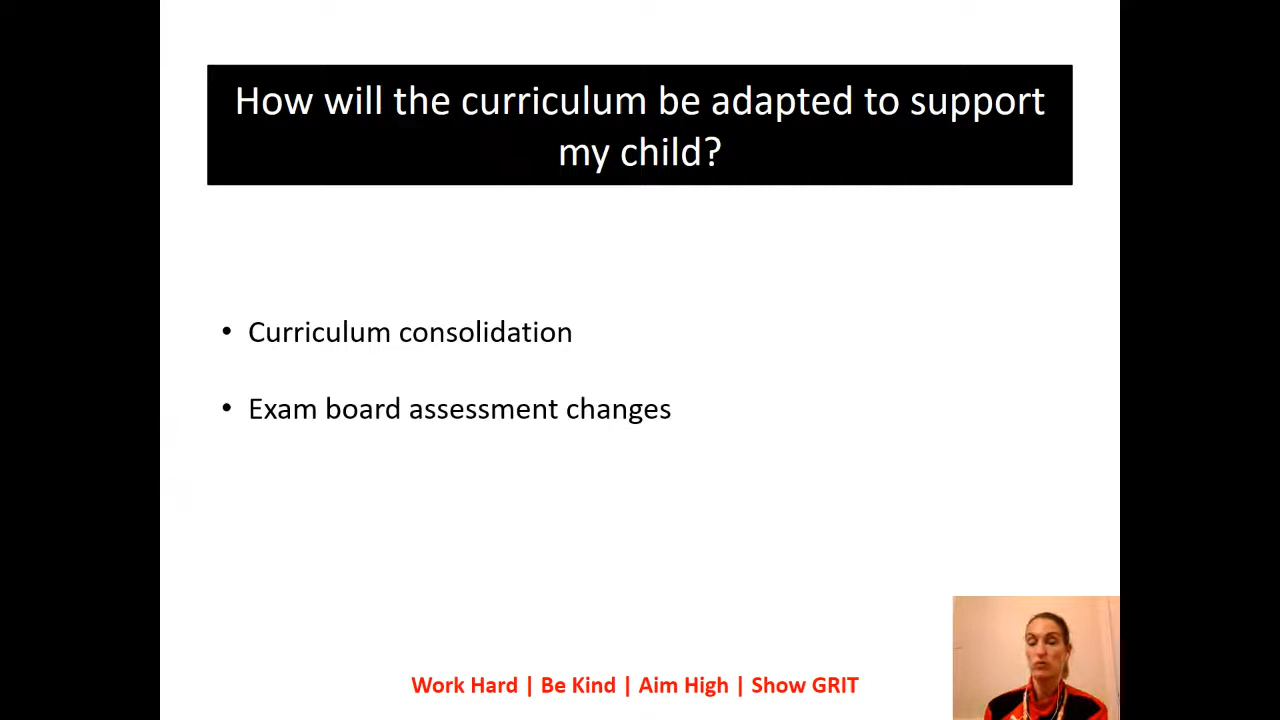 How will the curriculum be adapted to support
my child?
• Curriculum consolidation
• Exam board assessment changes
Work Hard | Be Kind | Aim High | Show GRIT